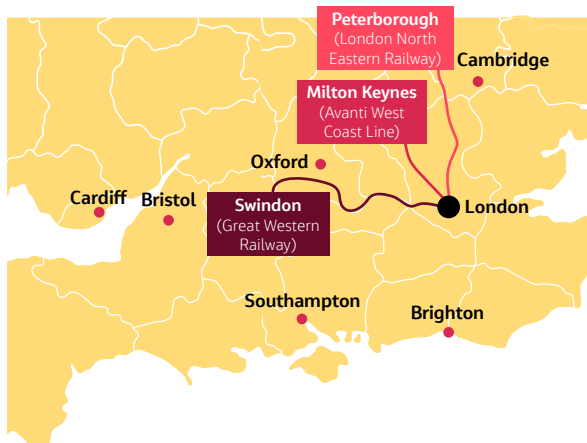 Peterborough
(London North
Eastern Railway)
Cambridge
Milton Keynes
(Avanti West
Coast Line)
Oxford
Cardiff
Bristol
Swindon
(Great Western
Railway)
London
Southampton
Brighton